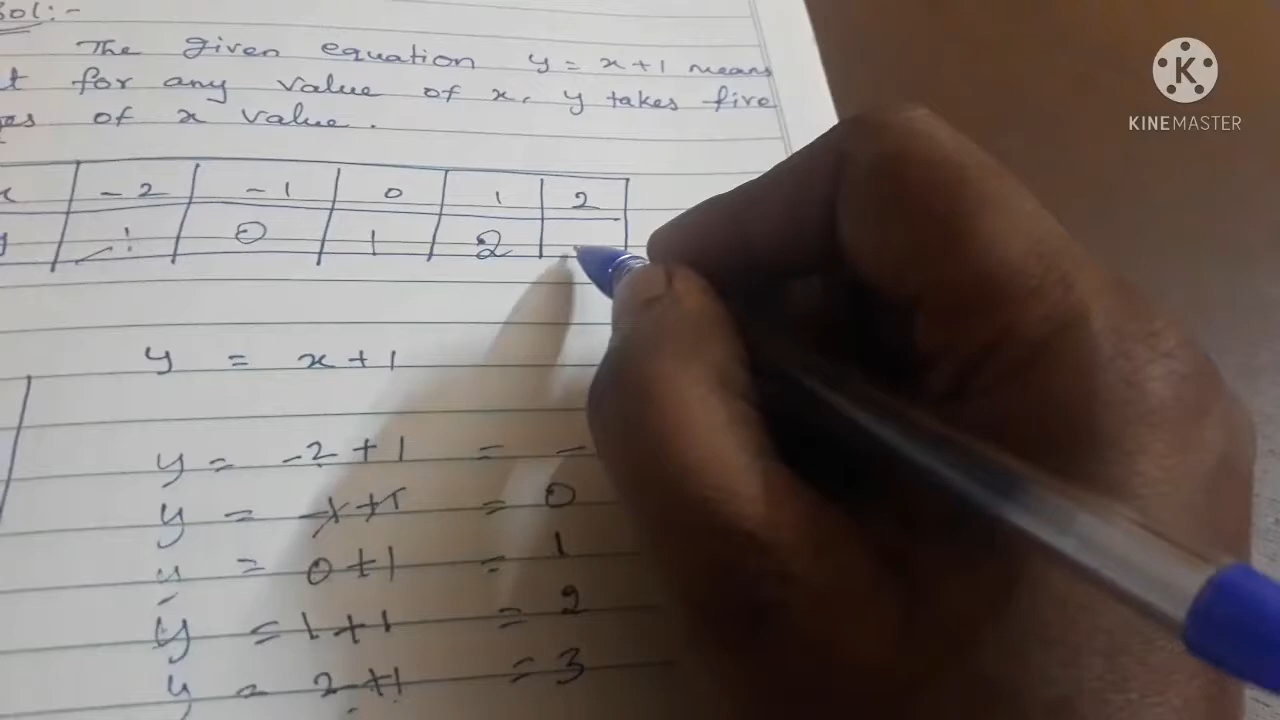 Sol:-
The given equation y = x+1 means
t for any value of x, y takes five
ges of x value.
x -2 -1 0 1 2
y -1 0 1 2
y = x+1
y = -2+1 = -
y = -1+1 = 0
y = 0+1 = 1
y = 1+1 = 2
y = 2+1 = 3
K
KINEMASTER